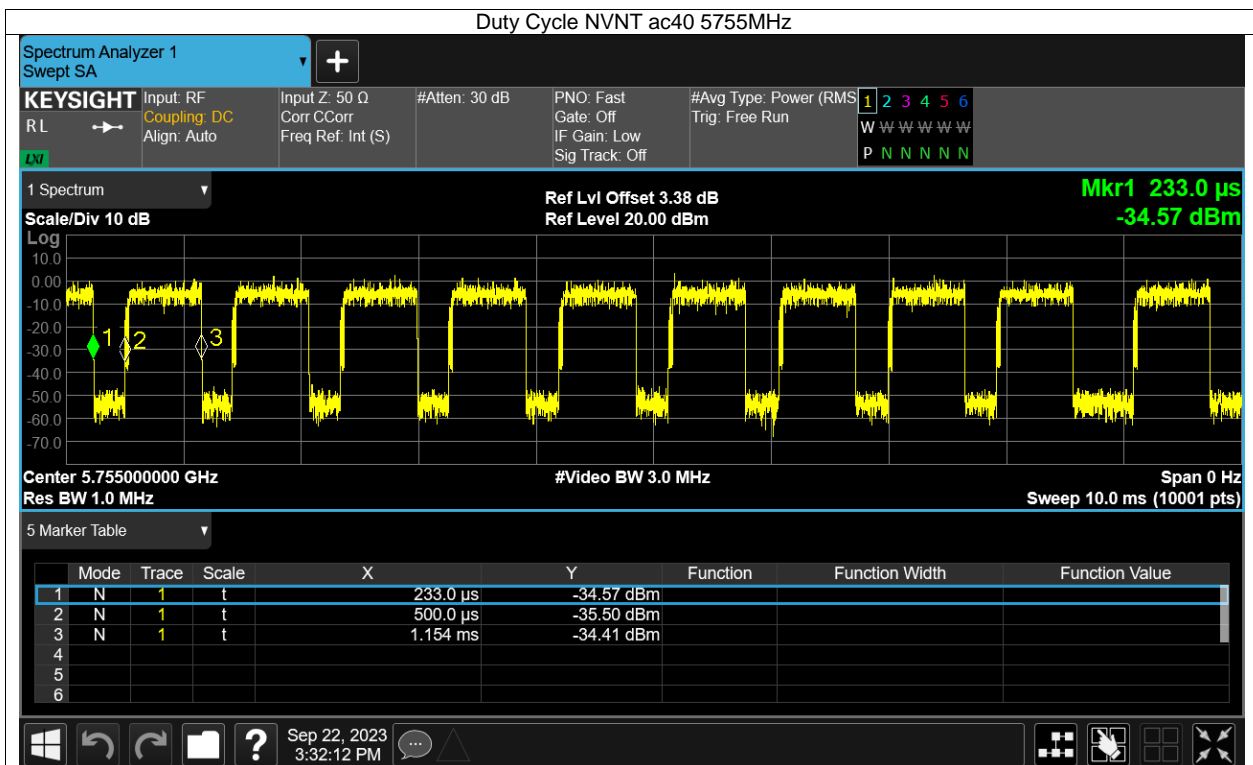 Duty Cycle NVNT ac40 5755MHz
Spectrum Analyzer 1
Swept SA
KEYSIGHT
RL
LXI
Input: RF
Coupling: DC
Align: Auto
Input Z: 50 Ω
Corr CCorr
Freq Ref: Int (S)
#Atten: 30 dB
PNO: Fast
Gate: Off
IF Gain: Low
Sig Track: Off
#Avg Type: Power (RMS
Trig: Free Run
1 2 3 4 5 6
W W W W W W
P N N N N N
1 Spectrum
Scale/Div 10 dB
Ref Lvl Offset 3.38 dB
Ref Level 20.00 dBm
Mkr1 233.0 µs
-34.57 dBm
Log
10.0
0.00
-10.0
-20.0
-30.0
-40.0
-50.0
-60.0
-70.0
1 2 3
Center 5.755000000 GHz
Res BW 1.0 MHz
#Video BW 3.0 MHz
Span 0 Hz
Sweep 10.0 ms (10001 pts)
5 Marker Table
Mode Trace Scale X Y Function Function Width Function Value
1 N 1 t 233.0 µs -34.57 dBm
2 N 1 t 500.0 µs -35.50 dBm
3 N 1 t 1.154 ms -34.41 dBm
4
5
6
?
Sep 22, 2023
3:32:12 PM